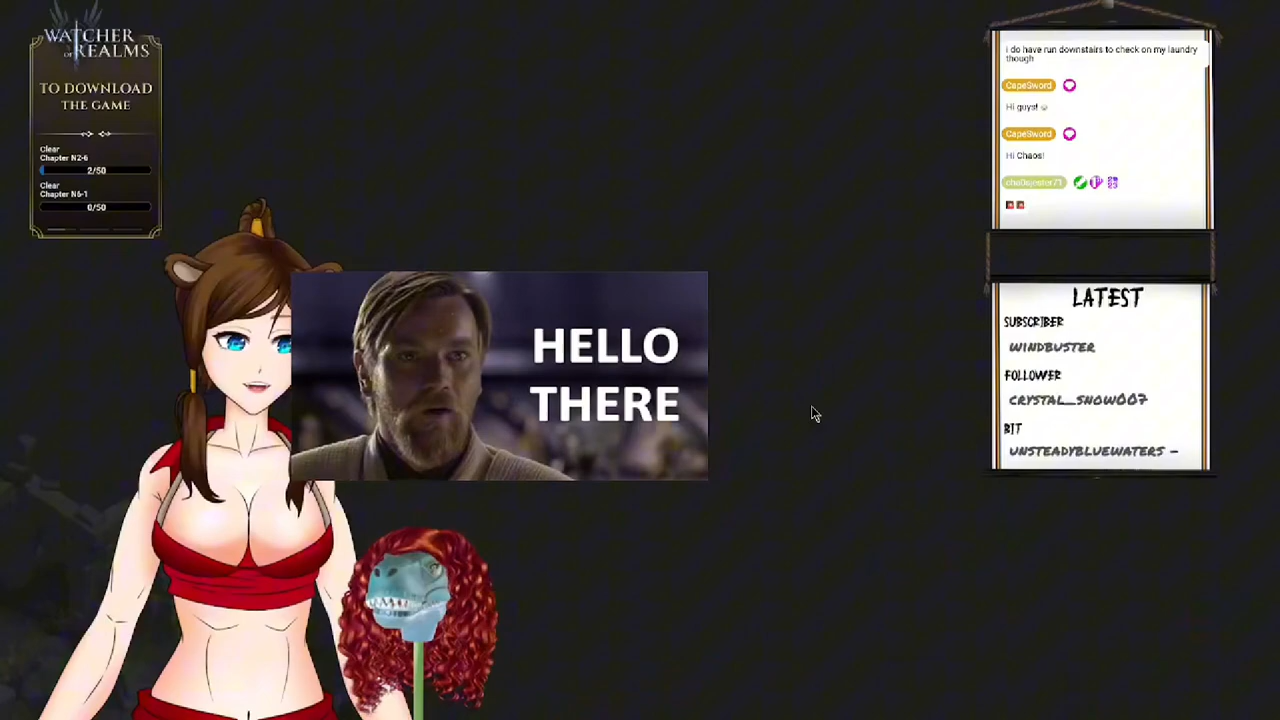 WATCHER
OF REALMS
TO DOWNLOAD
THE GAME
Clear
Chapter N2-6
2/50
Clear
Chapter N6-1
0/50
HELLO
THERE
i do have run downstairs to check on my laundry
though
CapeSword
Hi guys!
CapeSword
Hi Chaos!
cha0sjester71
LATEST
SUBSCRIBER
WINDBUSTER
FOLLOWER
CRYSTAL_SNOW007
BIT
UNSTEADYBLUEWATERS -